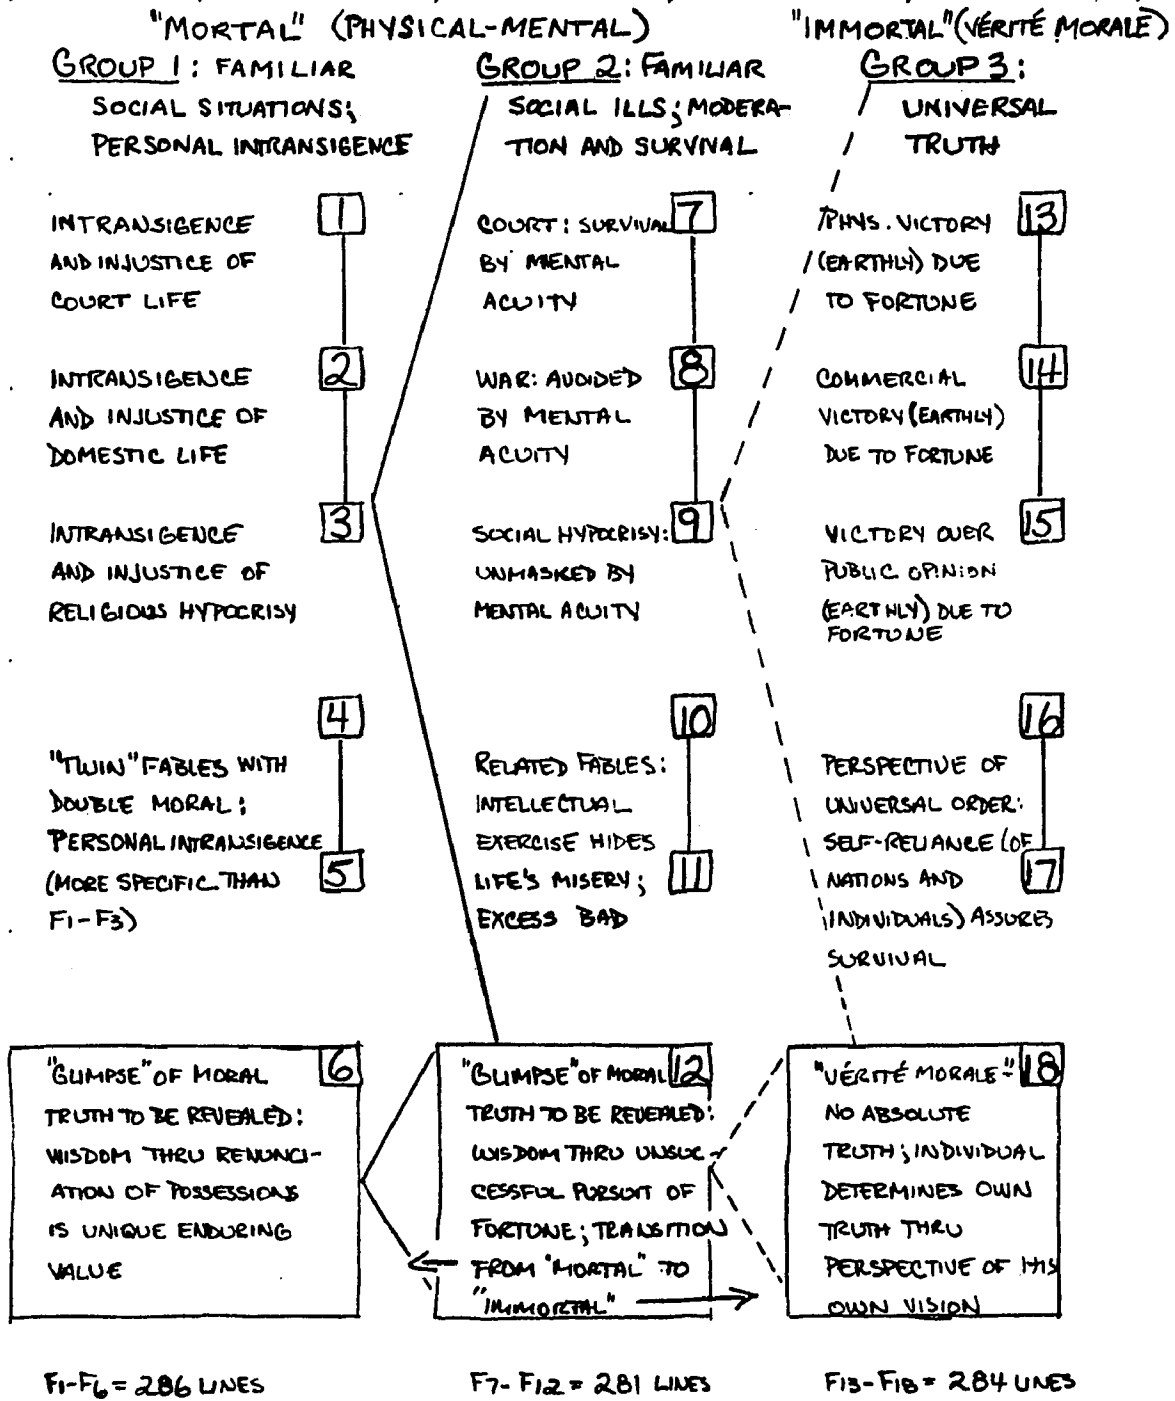 "MORTAL" (PHYSICAL-MENTAL)
"IMMORTAL" (VÉRITÉ MORALE)
GROUP 1: FAMILIAR
SOCIAL SITUATIONS;
PERSONAL INTRANSIGENCE
1
INTRANSIGENCE
AND INJUSTICE OF
COURT LIFE
2
INTRANSIGENCE
AND INJUSTICE OF
DOMESTIC LIFE
3
INTRANSIGENCE
AND INJUSTICE OF
RELIGIOUS HYPOCRISY
4
"TWIN" FABLES WITH
DOUBLE MORAL:
PERSONAL INTRANSIGENCE
(MORE SPECIFIC THAN
F1-F3)
5
"GLIMPSE" OF MORAL
6
TRUTH TO BE REVEALED:
WISDOM THRU RENUNCI-
ATION OF POSSESSIONS
IS UNIQUE ENDURING
VALUE
F1-F6 = 286 LINES
GROUP 2: FAMILIAR
SOCIAL ILLS; MODERA-
TION AND SURVIVAL
COURT: SURVIVAL
7
BY MENTAL
ACUITY
8
WAR: AVOIDED
BY MENTAL
ACUITY
SOCIAL HYPOCRISY:
9
UNMASKED BY
MENTAL ACUITY
10
RELATED FABLES:
INTELLECTUAL
EXERCISE HIDES
LIFE'S MISERY;
11
EXCESS BAD
"GLIMPSE" OF MORAL
12
TRUTH TO BE REVEALED:
WISDOM THRU UNSUC-
CESSFUL PURSUIT OF
FORTUNE; TRANSITION
FROM "MORTAL" TO
"IMMORTAL"
F7-F12 = 281 LINES
GROUP 3:
UNIVERSAL
TRUTH
PHYS. VICTORY
13
(EARTHLY) DUE
TO FORTUNE
14
COMMERCIAL
VICTORY (EARTHLY)
DUE TO FORTUNE
15
VICTORY OVER
PUBLIC OPINION
(EARTHLY) DUE TO
FORTUNE
16
PERSPECTIVE OF
UNIVERSAL ORDER:
SELF-RELIANCE (OF
NATIONS AND
17
INDIVIDUALS) ASSURES
SURVIVAL
"VÉRITÉ MORALE"-
18
NO ABSOLUTE
TRUTH; INDIVIDUAL
DETERMINES OWN
TRUTH THRU
PERSPECTIVE OF HIS
OWN VISION
F13-F18 = 284 LINES